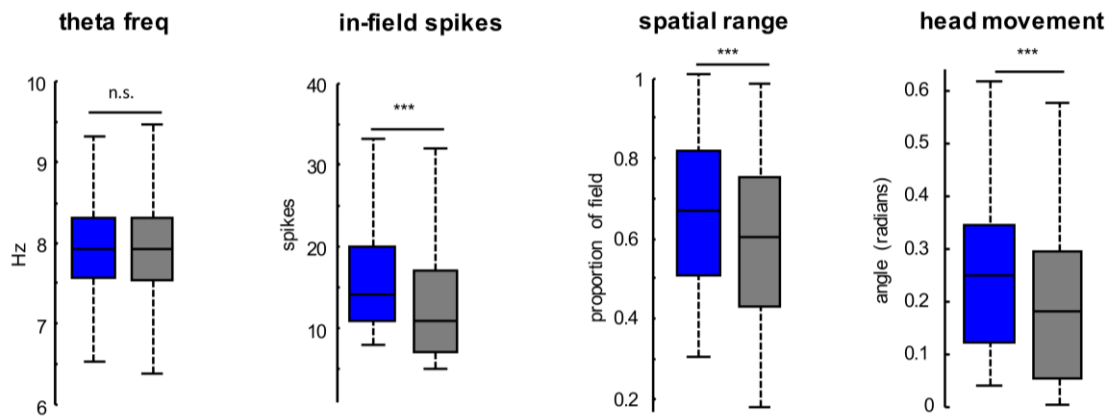 theta freq
n.s.
10
9
8
7
6
Hz
in-field spikes
***
40
30
20
10
spikes
spatial range
***
1
0.8
0.6
0.4
0.2
proportion of field
head movement
***
0.6
0.5
0.4
0.3
0.2
0.1
0
angle (radians)